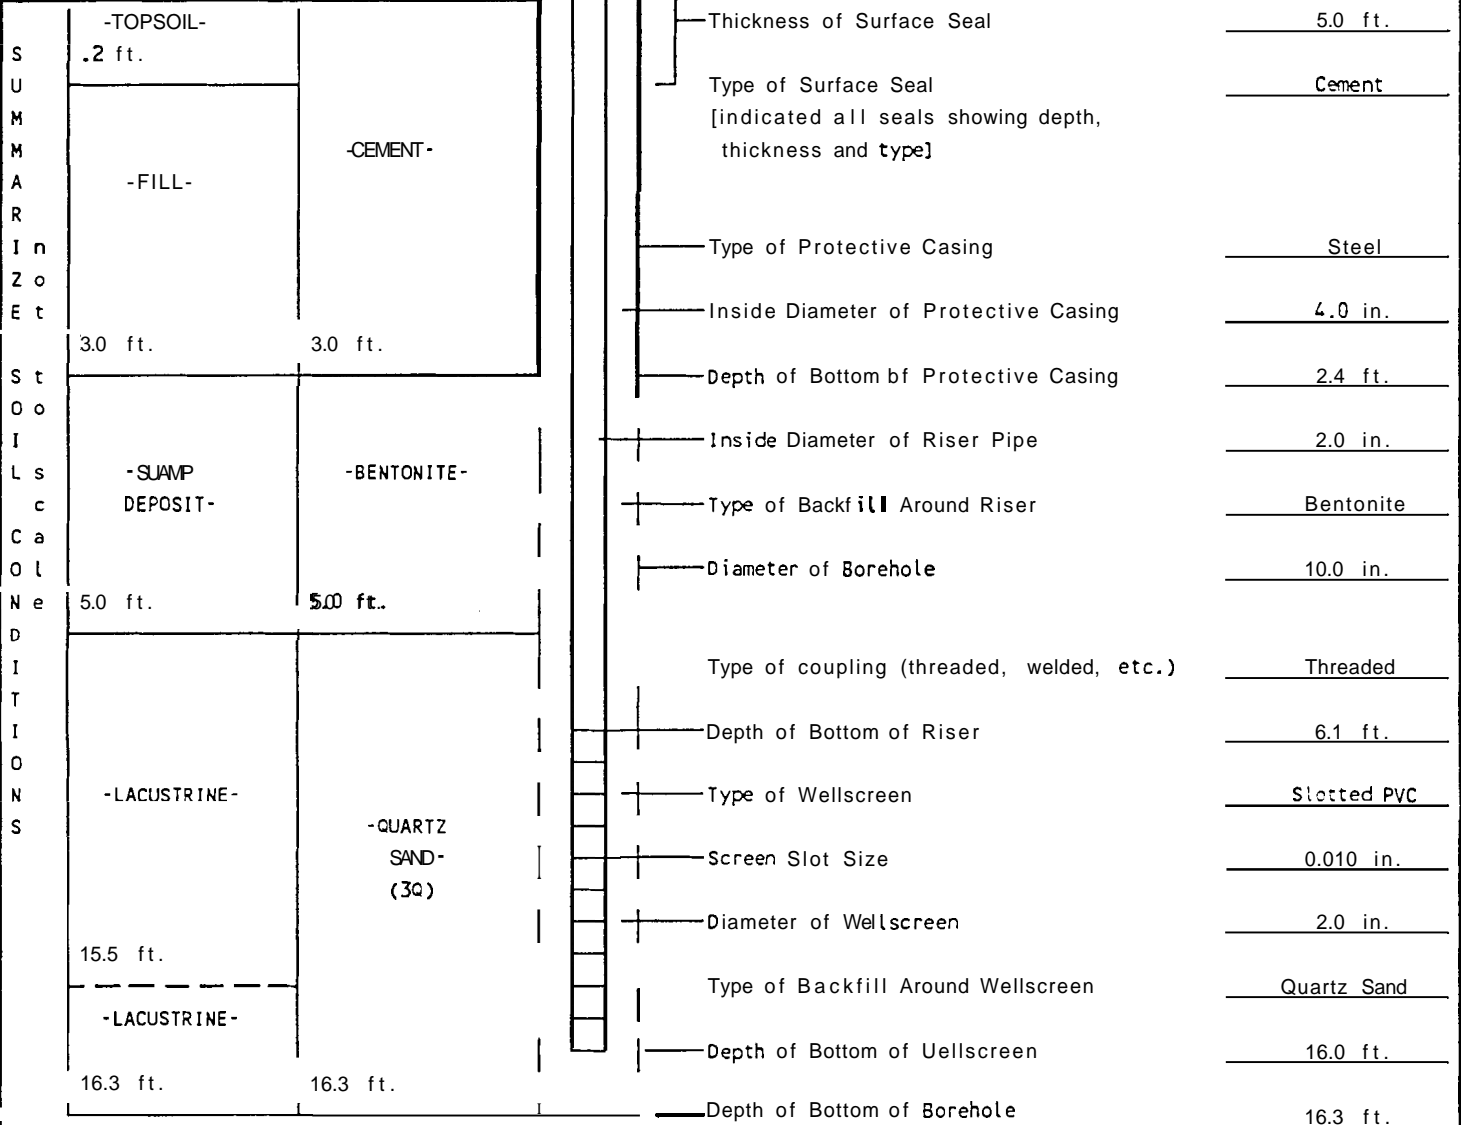 SUMMARIZE SOIL CONDITIONS
not to scale
-TOPSOIL-
.2 ft.
-FILL-
3.0 ft.
-CEMENT-
3.0 ft.
-SUAMP
DEPOSIT-
5.0 ft.
-BENTONITE-
5.0 ft.
-LACUSTRINE-
15.5 ft.
-LACUSTRINE-
16.3 ft.
-QUARTZ
SAND-
(3Q)
16.3 ft.
Thickness of Surface Seal 5.0 ft.
Type of Surface Seal Cement
[indicated all seals showing depth,
thickness and type]
Type of Protective Casing Steel
Inside Diameter of Protective Casing 4.0 in.
Depth of Bottom bf Protective Casing 2.4 ft.
Inside Diameter of Riser Pipe 2.0 in.
Type of Backfill Around Riser Bentonite
Diameter of Borehole 10.0 in.
Type of coupling (threaded, welded, etc.) Threaded
Depth of Bottom of Riser 6.1 ft.
Type of Wellscreen Slotted PVC
Screen Slot Size 0.010 in.
Diameter of Wellscreen 2.0 in.
Type of Backfill Around Wellscreen Quartz Sand
Depth of Bottom of Uellscreen 16.0 ft.
Depth of Bottom of Borehole 16.3 ft.